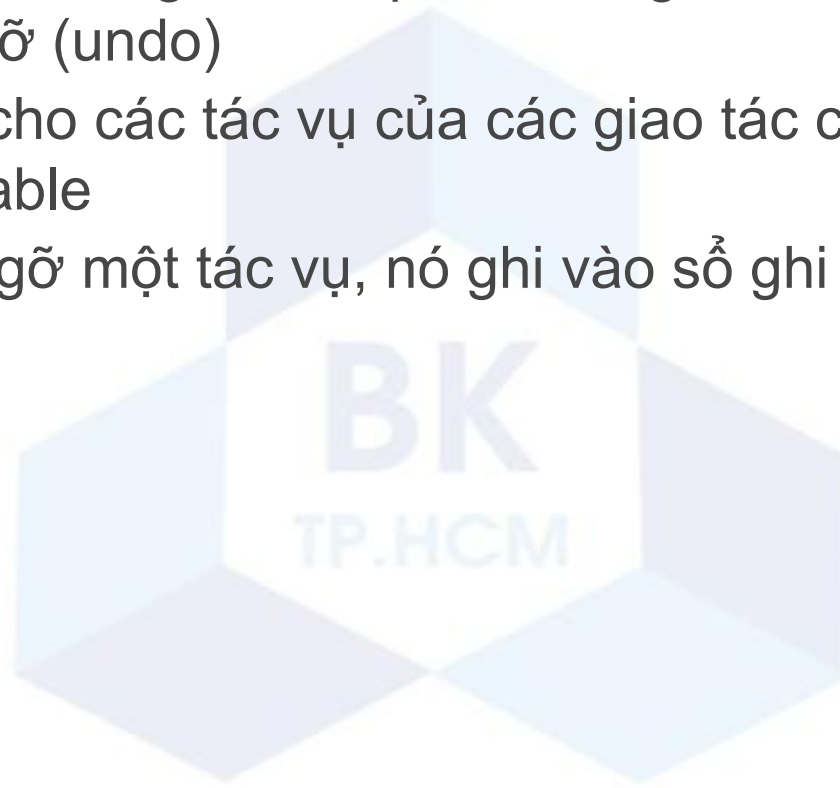 ỡ (undo)
cho các tác vụ của các giao tác c
able
gỡ một tác vụ, nó ghi vào sổ ghi
BK
TP.HCM